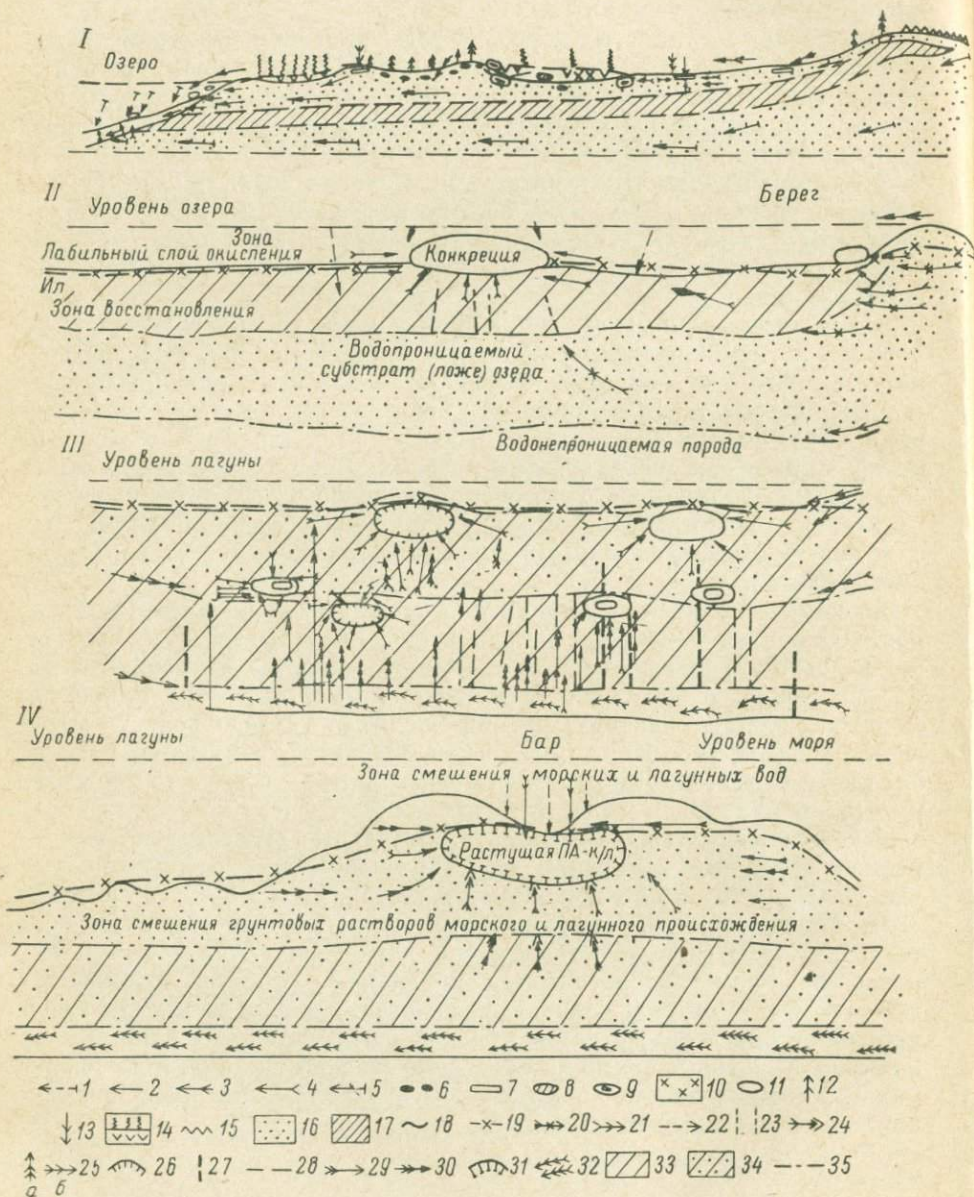 I
Озеро
II
Уровень озера
Берег
Зона
Лабильный слой окисления
Конкреция
Ил
Зона восстановления
Водопроницаемый
субстрат (ложе) озера
Водонепроницаемая порода
III
Уровень лагуны
IV
Уровень лагуны
Бар
Уровень моря
Зона смешения морских и лагунных вод
Растущая ПА-к/л
Зона смешения грунтовых растворов морского и лагунного происхождения
1 2 3 4 5 6 7 8 9 10 11 12
13 14 15 16 17 18 19 20 21 22 23 24
25 26 27 28 29 30 31 32 33 34 35
а б